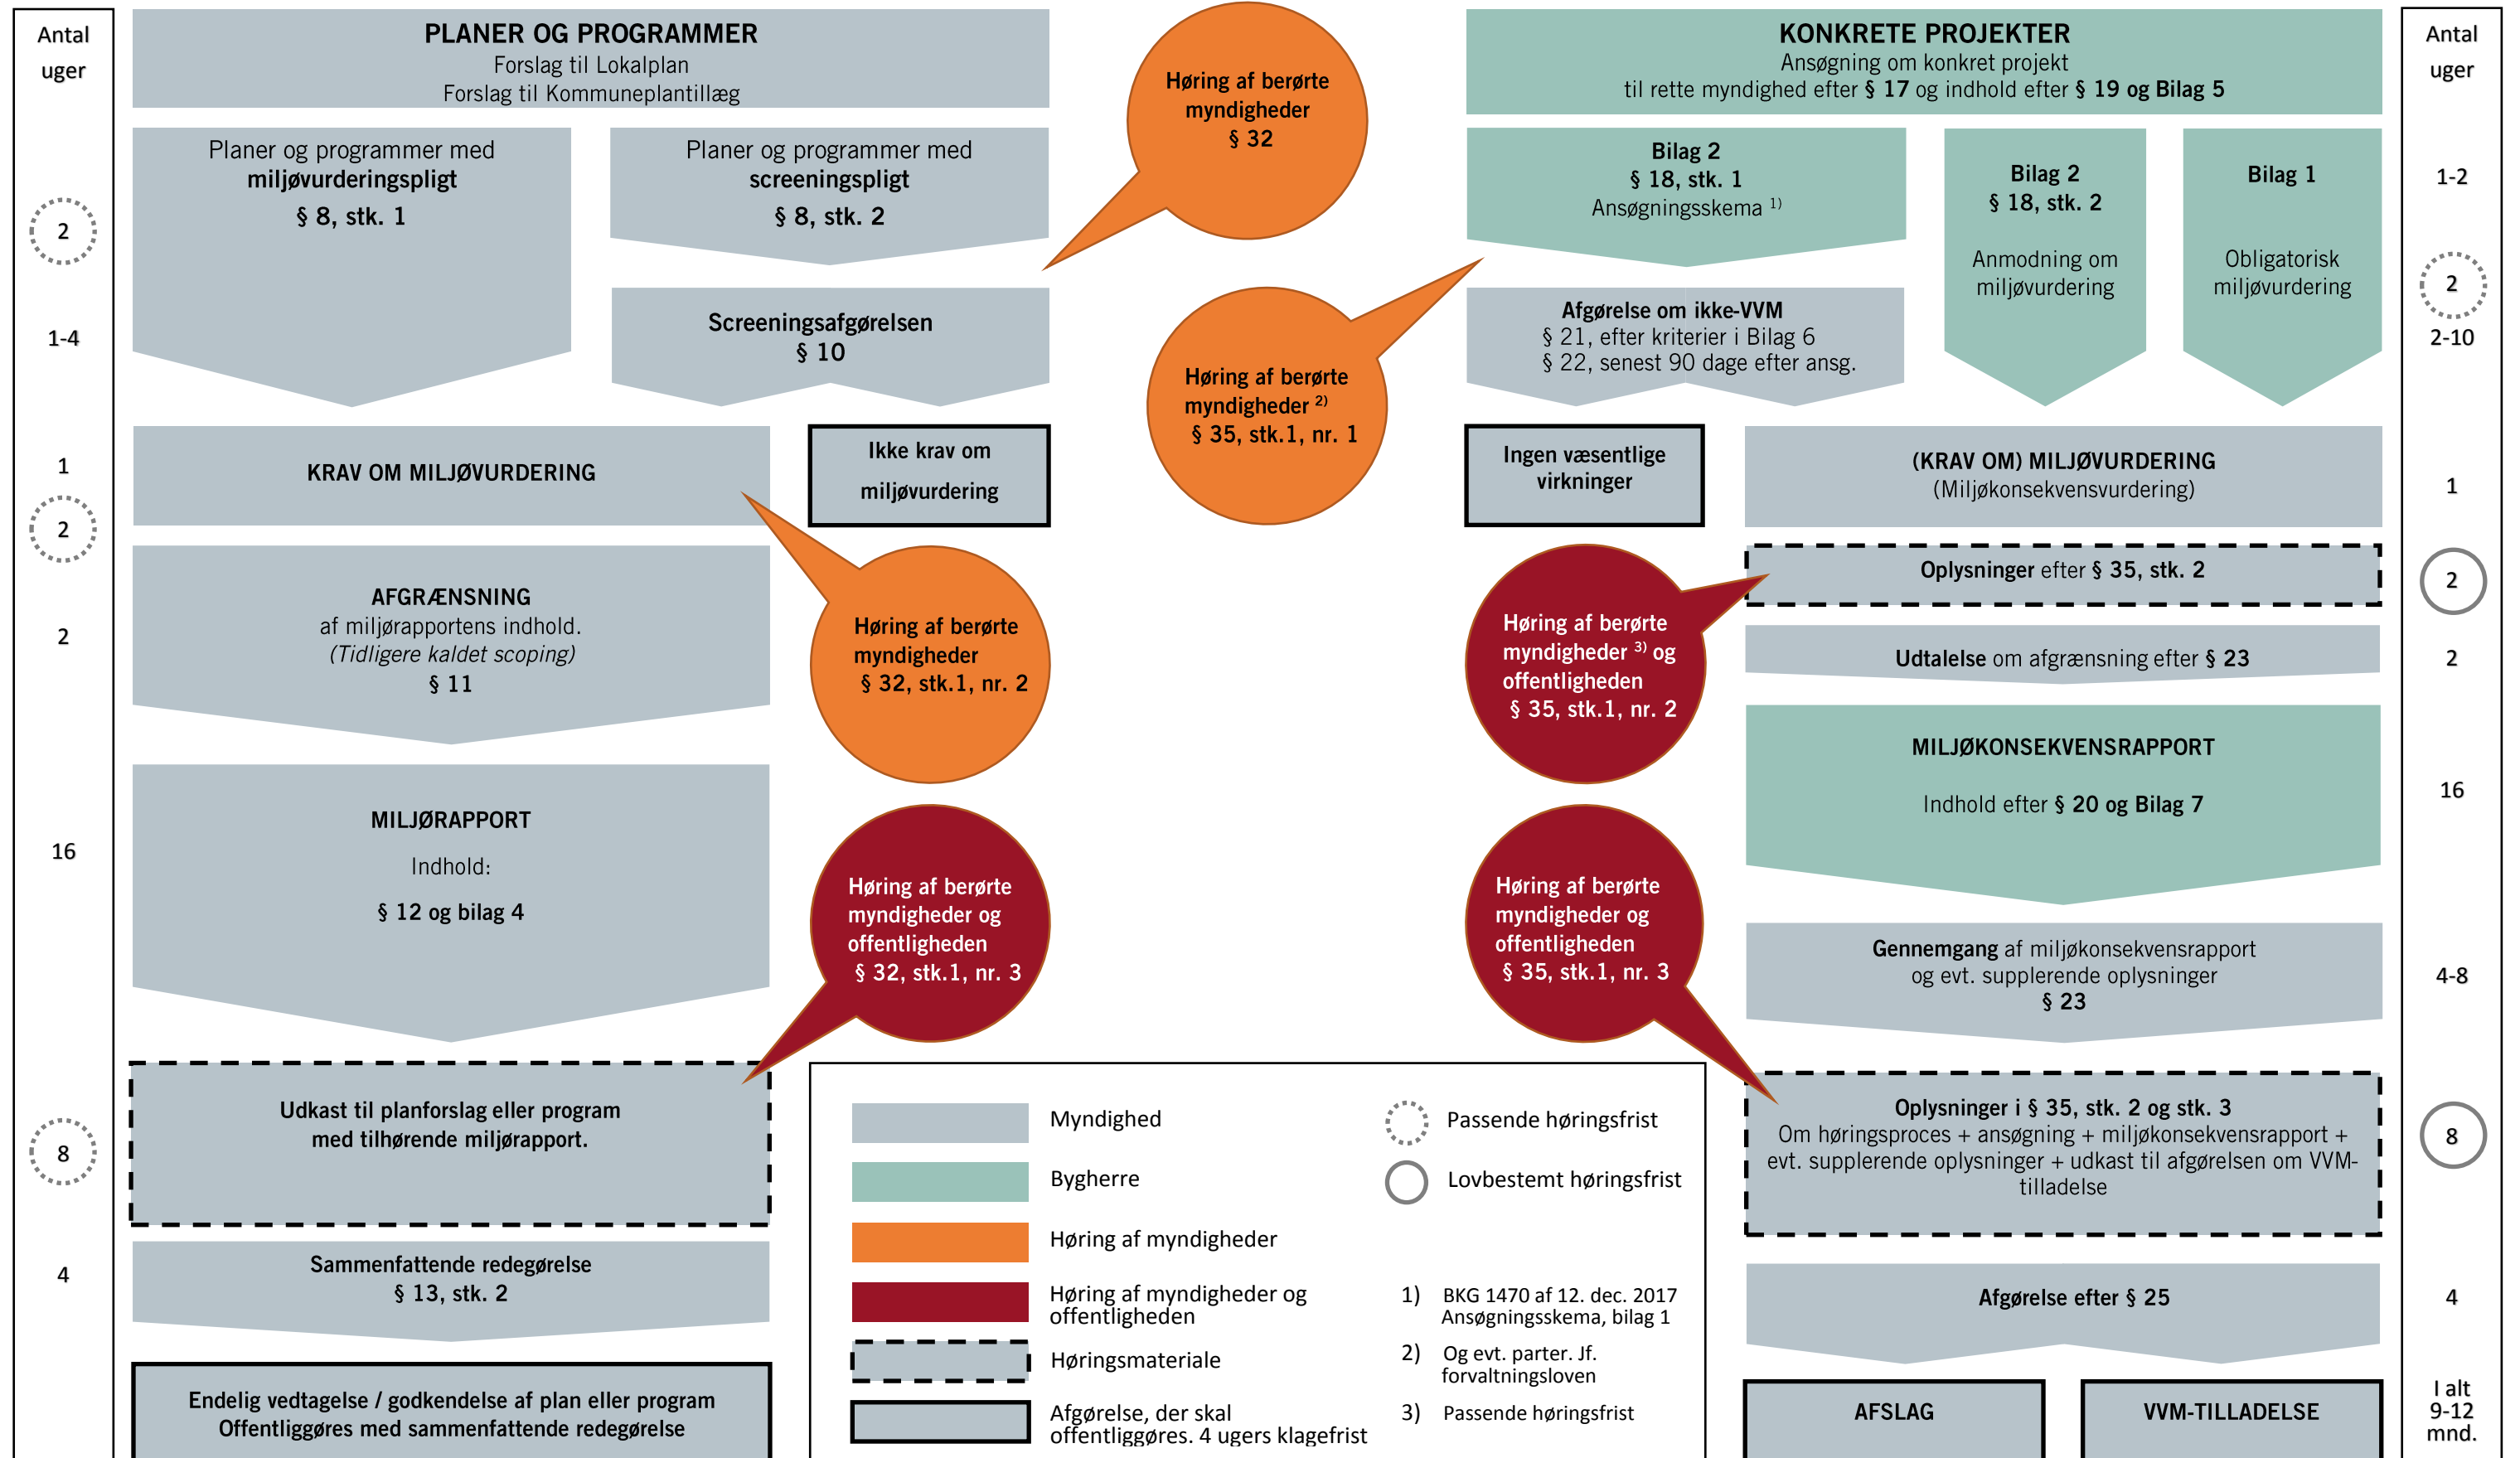 Antal
uger
2
1-4
1
2
2
16
8
4
PLANER OG PROGRAMMER
Forslag til Lokalplan
Forslag til Kommuneplantillæg
Planer og programmer med
miljøvurderingspligt
§ 8, stk. 1
Planer og programmer med
screeningspligt
§ 8, stk. 2
Screeningsafgørelsen
§ 10
KRAV OM MILJØVURDERING
Ikke krav om
miljøvurdering
AFGRÆNSNING
af miljørapportens indhold.
(Tidligere kaldet scoping)
§ 11
MILJØRAPPORT
Indhold:
§ 12 og bilag 4
Udkast til planforslag eller program
med tilhørende miljørapport.
Sammenfattende redegørelse
§ 13, stk. 2
Endelig vedtagelse / godkendelse af plan eller program
Offentliggøres med sammenfattende redegørelse
Høring af berørte
myndigheder
§ 32
Høring af berørte
myndigheder 2)
§ 35, stk.1, nr. 1
Høring af berørte
myndigheder
§ 32, stk.1, nr. 2
Høring af berørte
myndigheder og
offentligheden
§ 32, stk.1, nr. 3
Høring af berørte
myndigheder 3) og
offentligheden
§ 35, stk.1, nr. 2
Høring af berørte
myndigheder og
offentligheden
§ 35, stk.1, nr. 3
Myndighed
Bygherre
Høring af myndigheder
Høring af myndigheder og
offentligheden
Høringsmateriale
Afgørelse, der skal
offentliggøres. 4 ugers klagefrist
Passende høringsfrist
Lovbestemt høringsfrist
1) BKG 1470 af 12. dec. 2017
Ansøgningsskema, bilag 1
2) Og evt. parter. Jf.
forvaltningsloven
3) Passende høringsfrist
KONKRETE PROJEKTER
Ansøgning om konkret projekt
til rette myndighed efter § 17 og indhold efter § 19 og Bilag 5
Bilag 2
§ 18, stk. 1
Ansøgningsskema 1)
Bilag 2
§ 18, stk. 2
Anmodning om
miljøvurdering
Bilag 1
Obligatorisk
miljøvurdering
Afgørelse om ikke-VVM
§ 21, efter kriterier i Bilag 6
§ 22, senest 90 dage efter ansg.
Ingen væsentlige
virkninger
(KRAV OM) MILJØVURDERING
(Miljøkonsekvensvurdering)
Oplysninger efter § 35, stk. 2
Udtalelse om afgrænsning efter § 23
MILJØKONSEKVENSRAPPORT
Indhold efter § 20 og Bilag 7
Gennemgang af miljøkonsekvensrapport
og evt. supplerende oplysninger
§ 23
Oplysninger i § 35, stk. 2 og stk. 3
Om høringsproces + ansøgning + miljøkonsekvensrapport +
evt. supplerende oplysninger + udkast til afgørelsen om VVM-
tilladelse
Afgørelse efter § 25
AFSLAG
VVM-TILLADELSE
Antal
uger
1-2
2
2-10
1
2
2
16
4-8
8
4
I alt
9-12
mnd.